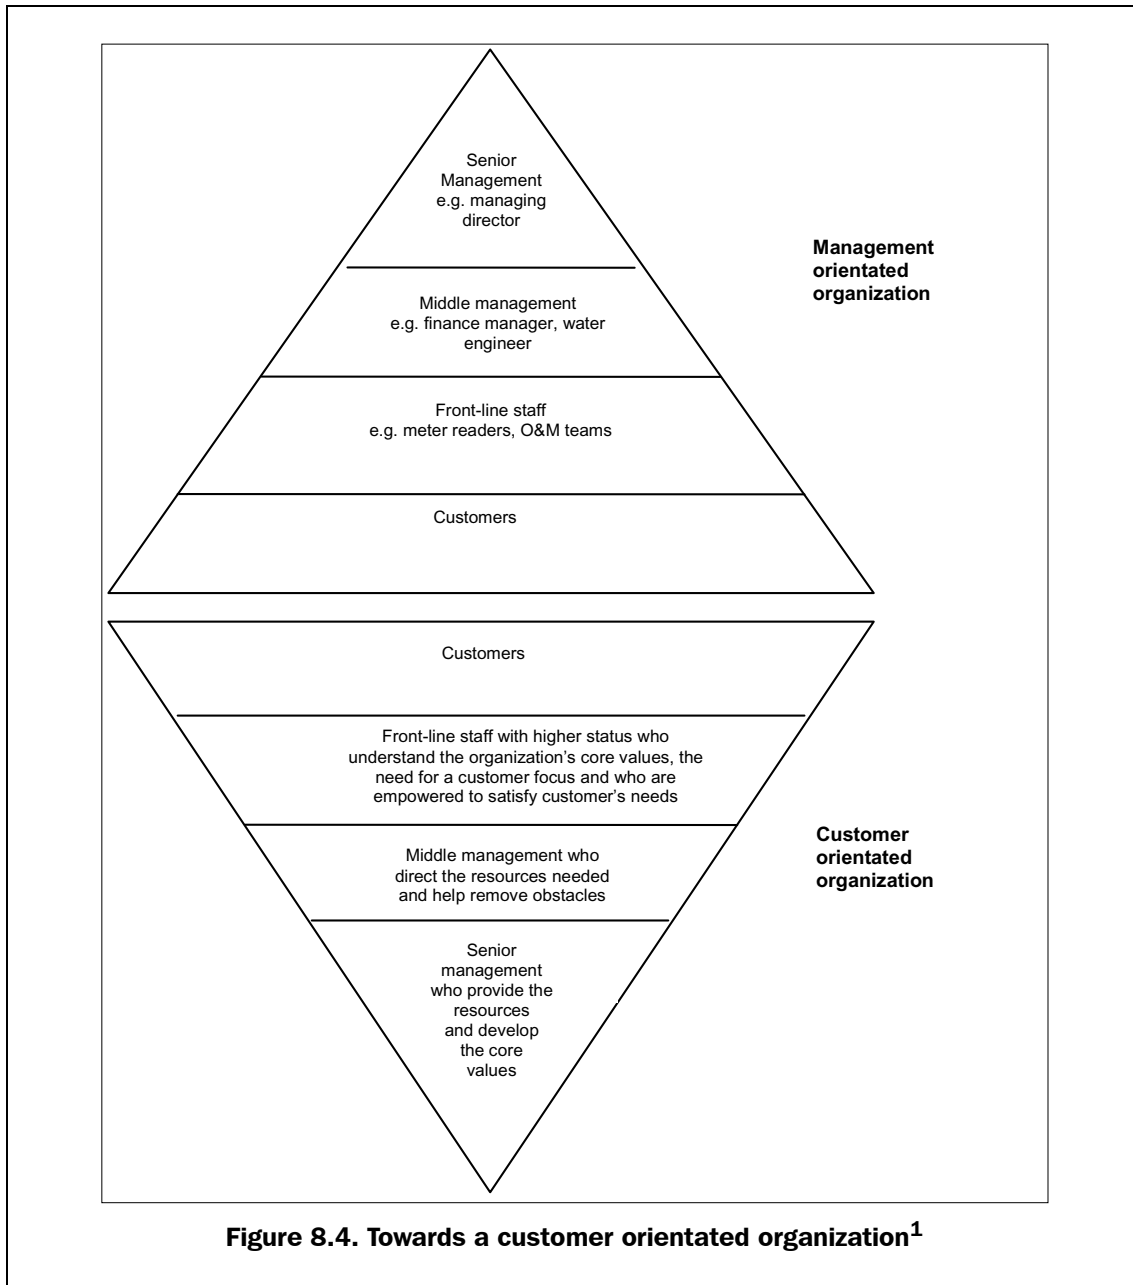 Senior
Management
e.g. managing
director
Management
orientated
organization
Middle management
e.g. finance manager, water
engineer
Front-line staff
e.g. meter readers, O&M teams
Customers
Customers
Front-line staff with higher status who
understand the organization’s core values, the
need for a customer focus and who are
empowered to satisfy customer’s needs
Customer
orientated
organization
Middle management who
direct the resources needed
and help remove obstacles
Senior
management
who provide the
resources
and develop
the core
values
Figure 8.4. Towards a customer orientated organization1